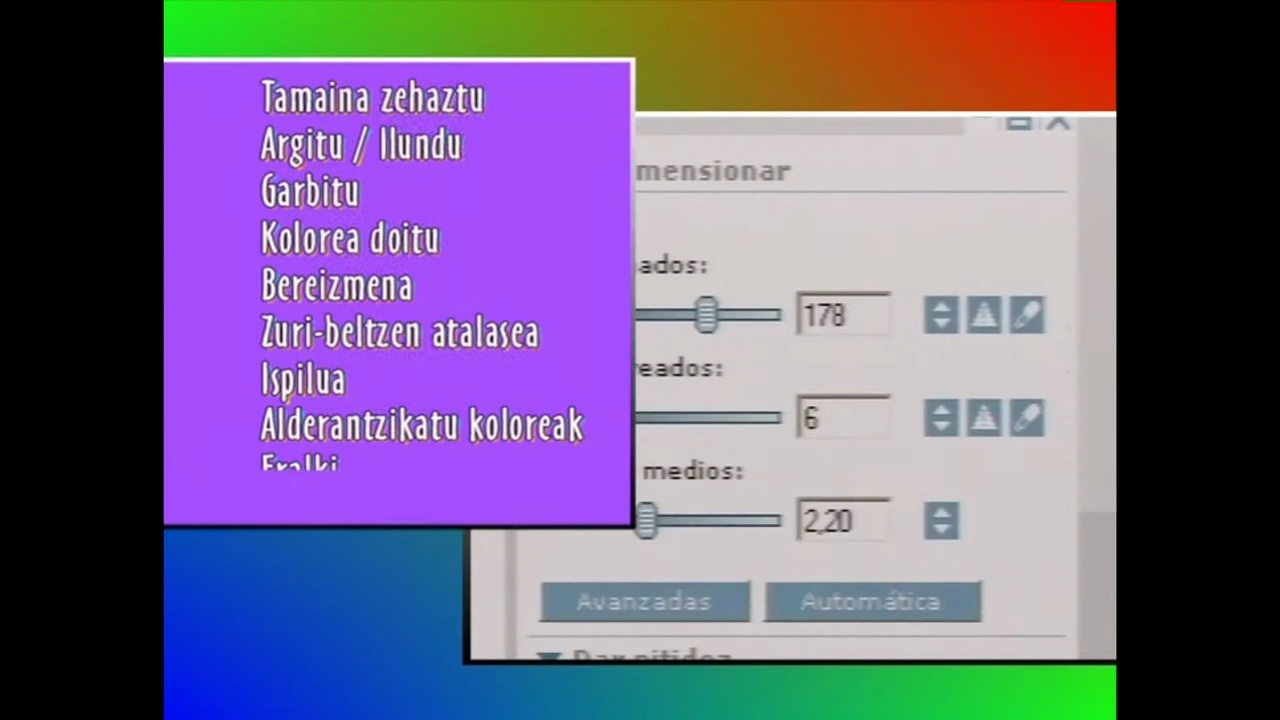 Tamaina zehaztu
Argitu / Ilundu
Garbitu
Kolorea doitu
Bereizmena
Zuri-beltzen atalasea
Ispilua
Alderantzikatu koloreak
mensionar
ados:
178
eados:
6
medios:
2,20
Avanzadas Automática